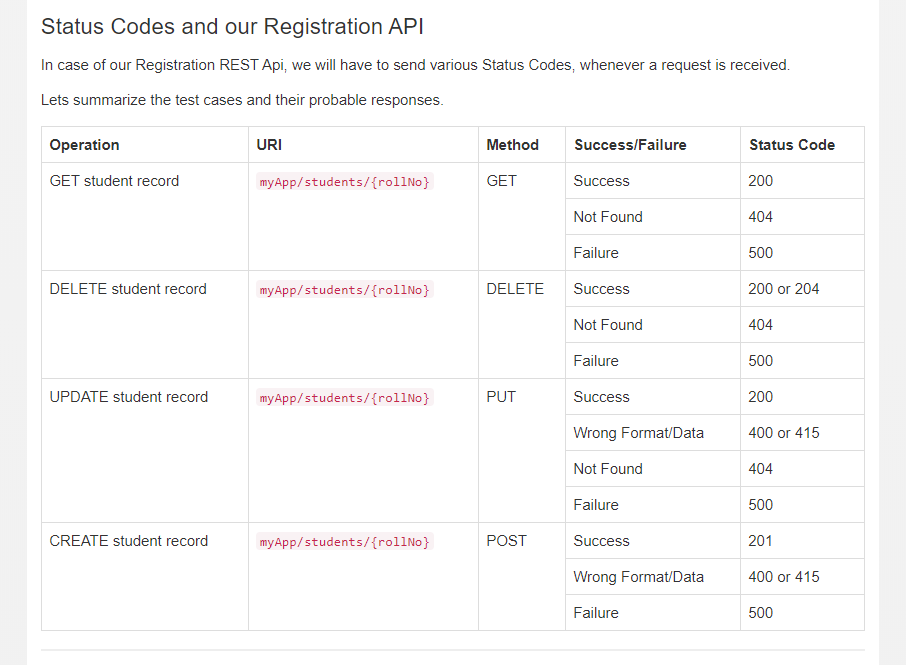 Status Codes and our Registration API
In case of our Registration REST Api, we will have to send various Status Codes, whenever a request is received.
Lets summarize the test cases and their probable responses.
Operation URI Method Success/Failure Status Code
GET student record myApp/students/{rollNo} GET Success 200
Not Found 404
Failure 500
DELETE student record myApp/students/{rollNo} DELETE Success 200 or 204
Not Found 404
Failure 500
UPDATE student record myApp/students/{rollNo} PUT Success 200
Wrong Format/Data 400 or 415
Not Found 404
Failure 500
CREATE student record myApp/students/{rollNo} POST Success 201
Wrong Format/Data 400 or 415
Failure 500